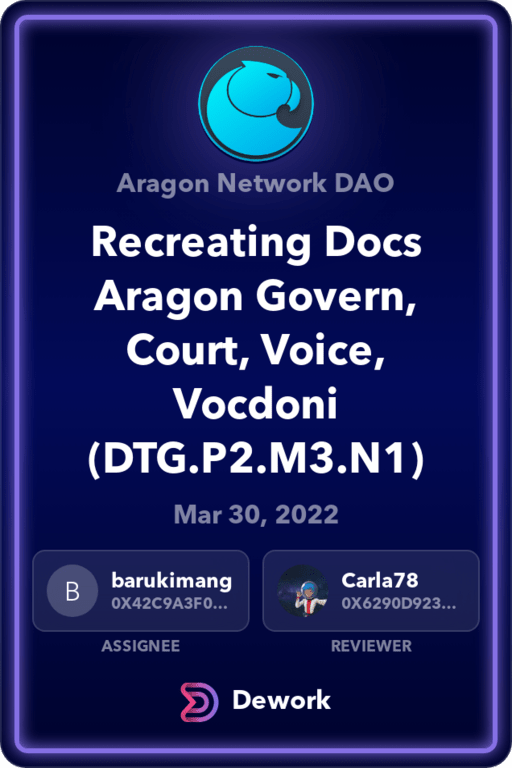 Aragon Network DAO
Recreating Docs
Aragon Govern,
Court, Voice,
Vocdoni
(DTG.P2.M3.N1)
Mar 30, 2022
B
barukimang
0X42C9A3F0...
Carla78
0X6290D923...
ASSIGNEE
REVIEWER
Dework